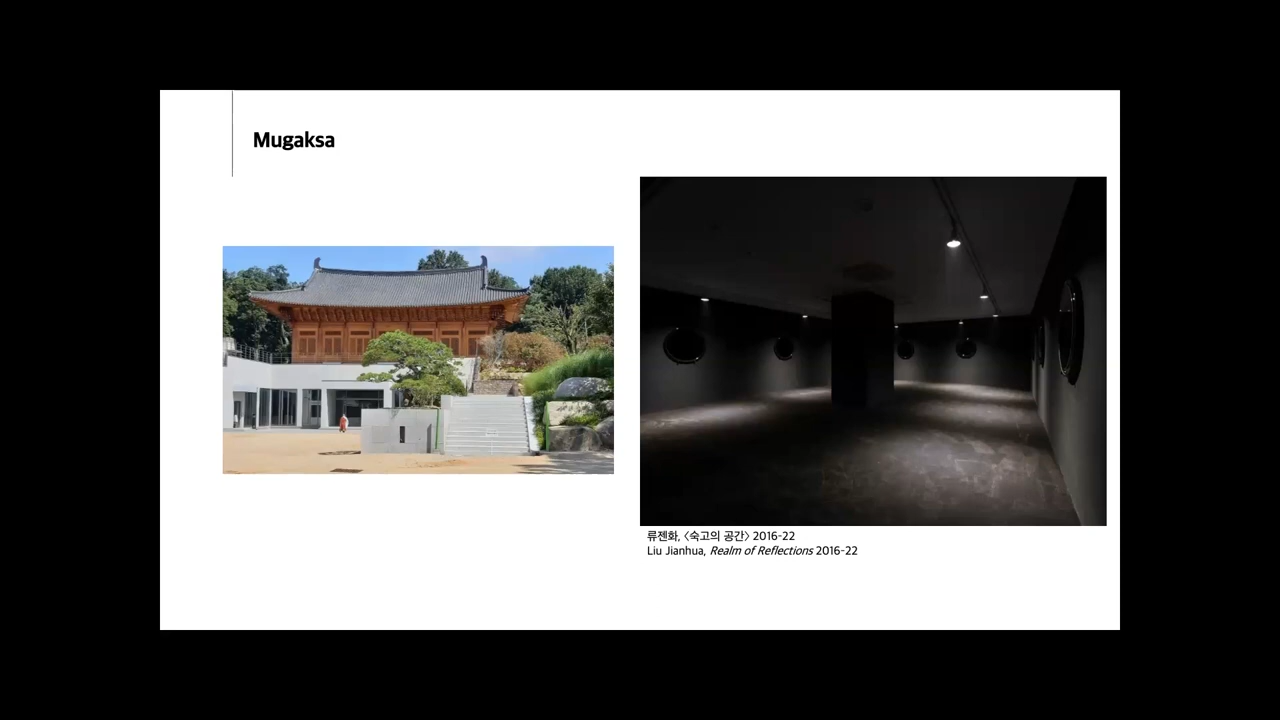 Mugaksa
류젠화, 〈숙고의 공간〉 2016-22
Liu Jianhua, Realm of Reflections 2016-22